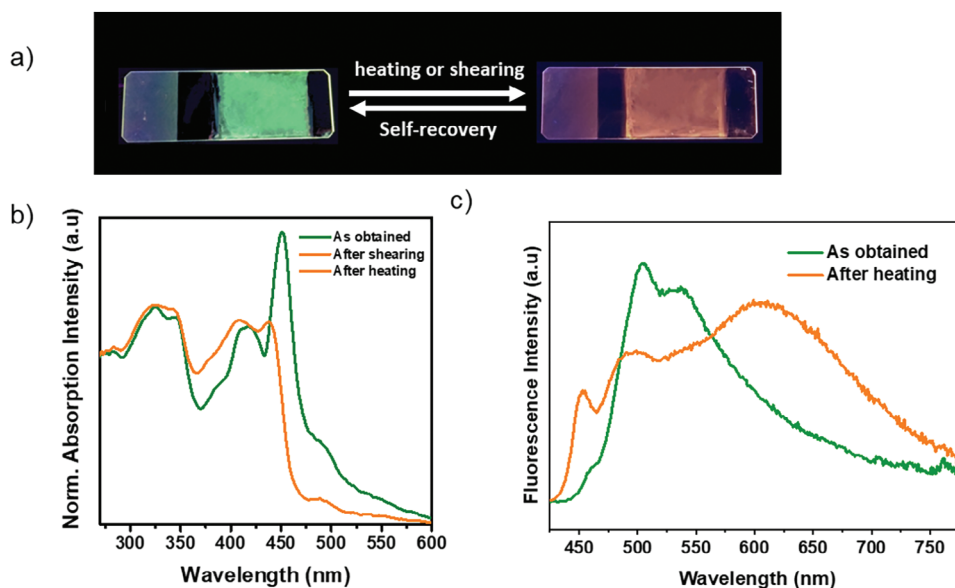 a)
heating or shearing
Self-recovery
b)
Norm. Absorption Intensity (a.u)
As obtained
After shearing
After heating
300 350 400 450 500 550 600
Wavelength (nm)
c)
Fluorescence Intensity (a.u)
As obtained
After heating
450 500 550 600 650 700 750
Wavelength (nm)